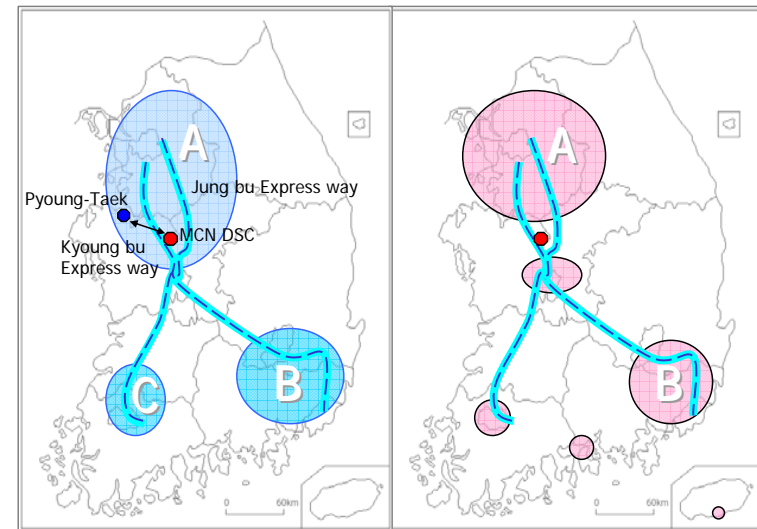 A
Jung bu Express way
Pyoung-Taek
MCN DSC
Kyoung bu
Express way
C
B
0
60km
A
B
0
60km